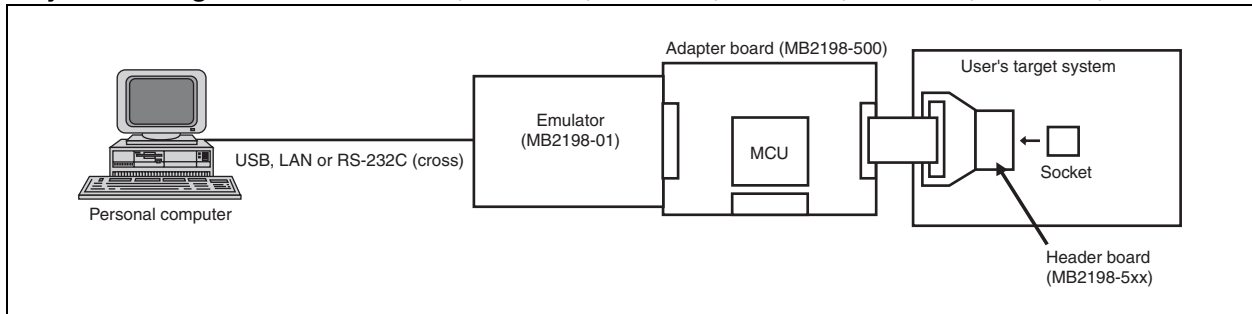 Adapter board (MB2198-500)
User's target system
Emulator
(MB2198-01)
MCU
USB, LAN or RS-232C (cross)
Socket
Personal computer
Header board
(MB2198-5xx)